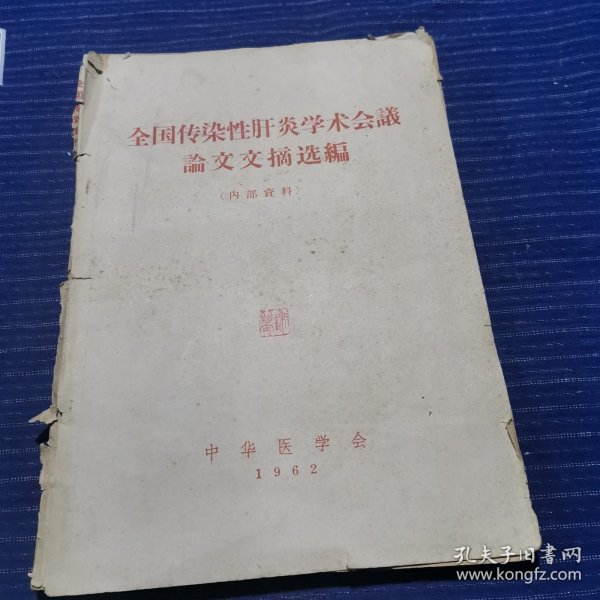 全国传染性肝炎学术会議
論文文摘选編
（内部資料）
中华医学会
1962
孔夫子旧书网
www.kongfz.com